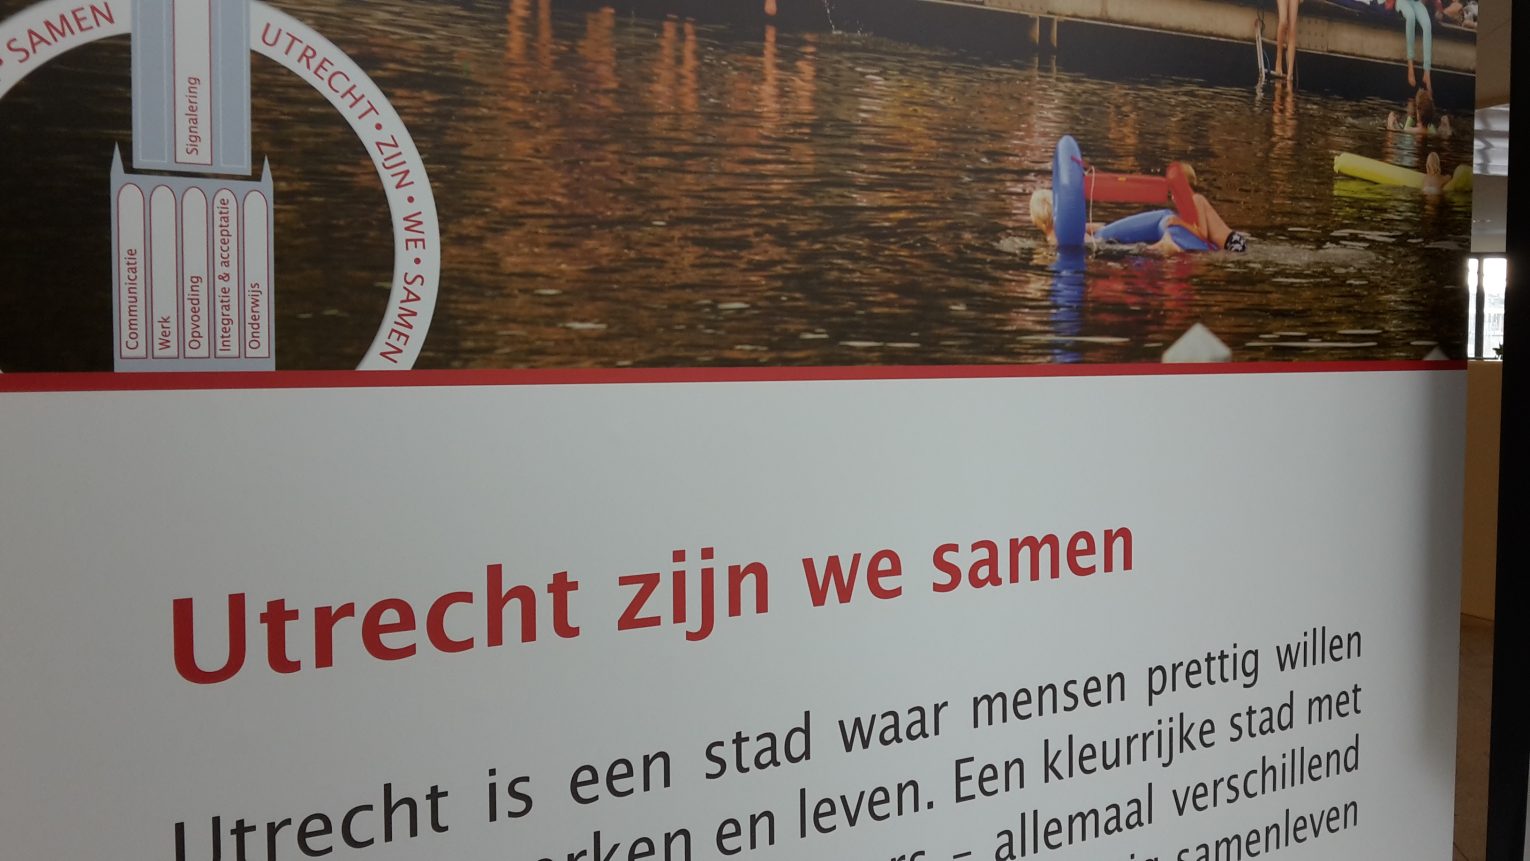 SAMEN
UTRECHT • ZIJN • WE • SAMEN
Signalering
Communicatie
Werk
Opvoeding
Integratie & acceptatie
Onderwijs
Utrecht zijn we samen
Utrecht is een stad waar mensen prettig willen
en leven. Een kleurrijke stad met
– allemaal verschillend
samenleven